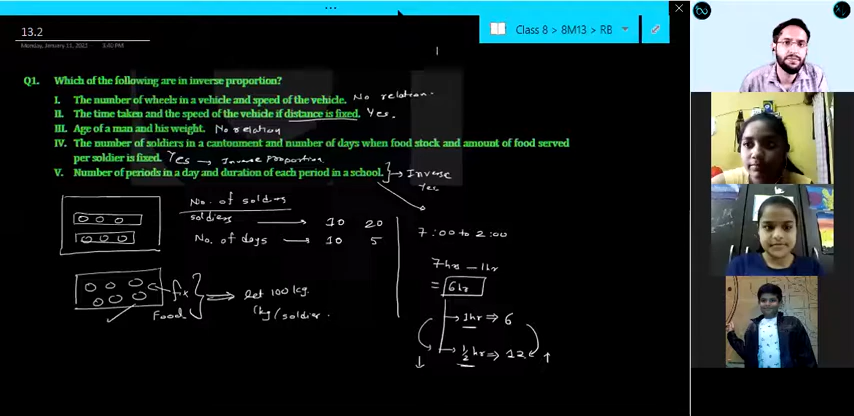 Class 8 > 8M13 > RB
13.2
Monday, January 11, 2022 3:40 PM
Q1. Which of the following are in inverse proportion?
I. The number of wheels in a vehicle and speed of the vehicle. No relation.
II. The time taken and the speed of the vehicle if distance is fixed. Yes.
III. Age of a man and his weight. No relation
IV. The number of soldiers in a cantonment and number of days when food stock and amount of food served
per soldier is fixed. Yes → Inverse proportion.
V. Number of periods in a day and duration of each period in a school. → Inverse
Yes
No. of soldiers
soldiers → 10 20
No. of days → 10 5
fix
Food
⇒ let 100 kg.
1kg/soldier.
7:00 to 2:00
7hrs - 1hr
= 6hr
→ 1hr ⇒ 6
→ 1/2 hr ⇒ 12